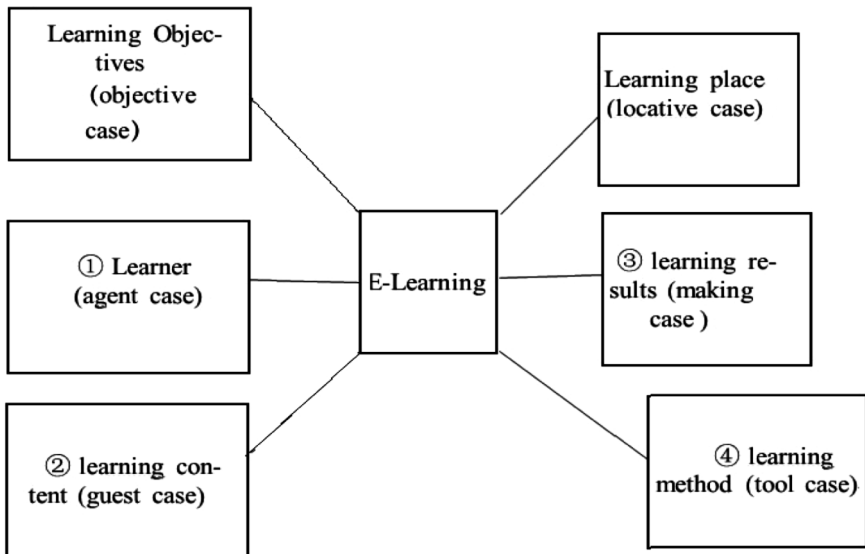 Learning Objec-
tives
(objective
case)
Learning place
(locative case)
① Learner
(agent case)
E-Learning
③ learning re-
sults (making
case )
② learning con-
tent (guest case)
④ learning
method (tool case)